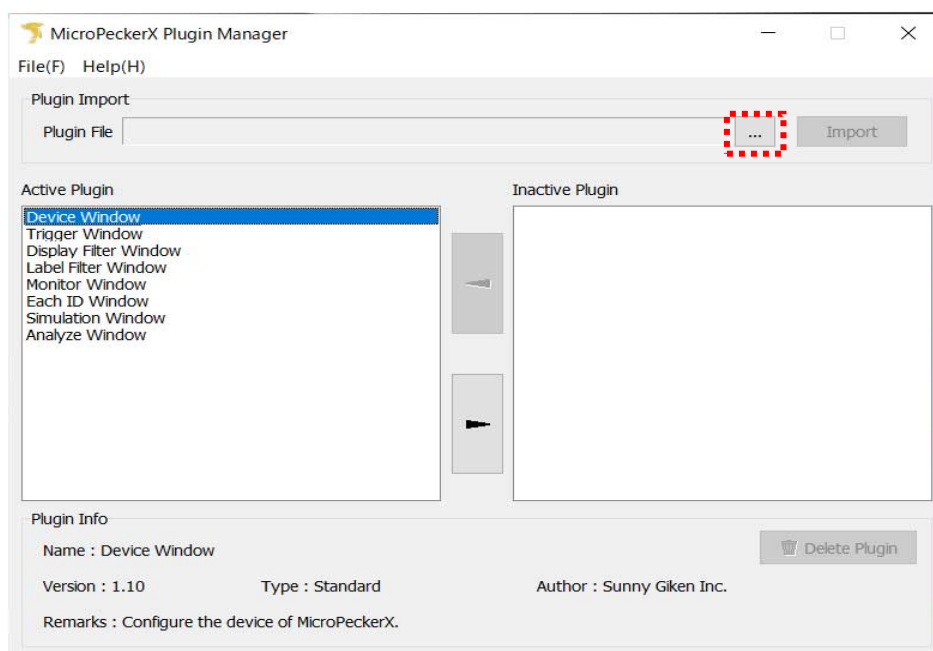 MicroPeckerX Plugin Manager
File(F) Help(H)
Plugin Import
Plugin File ... Import
Active Plugin Inactive Plugin
Device Window
Trigger Window
Display Filter Window
Label Filter Window
Monitor Window
Each ID Window
Simulation Window
Analyze Window
Plugin Info
Name : Device Window Delete Plugin
Version : 1.10 Type : Standard Author : Sunny Giken Inc.
Remarks : Configure the device of MicroPeckerX.